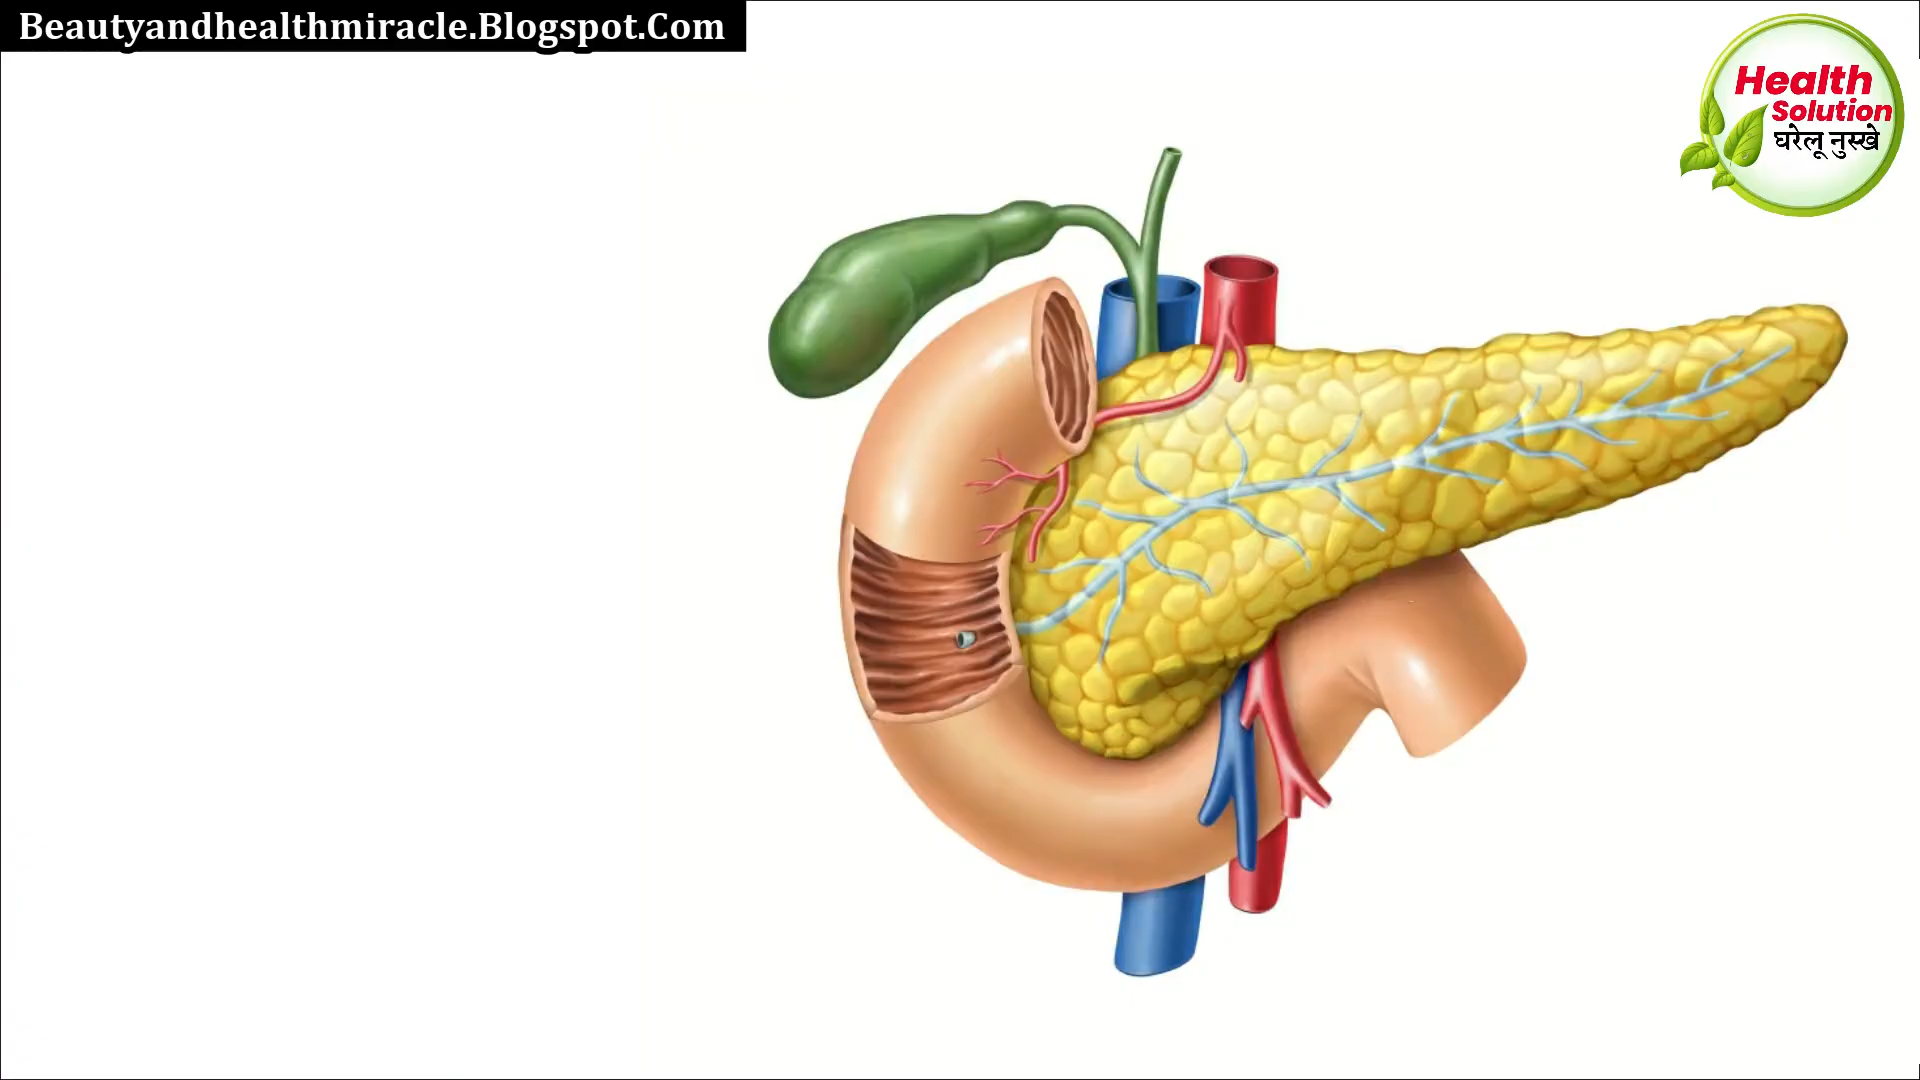 Beautyandhealthmiracle.Blogspot.Com
Health
Solution
घरेलू नुस्खे